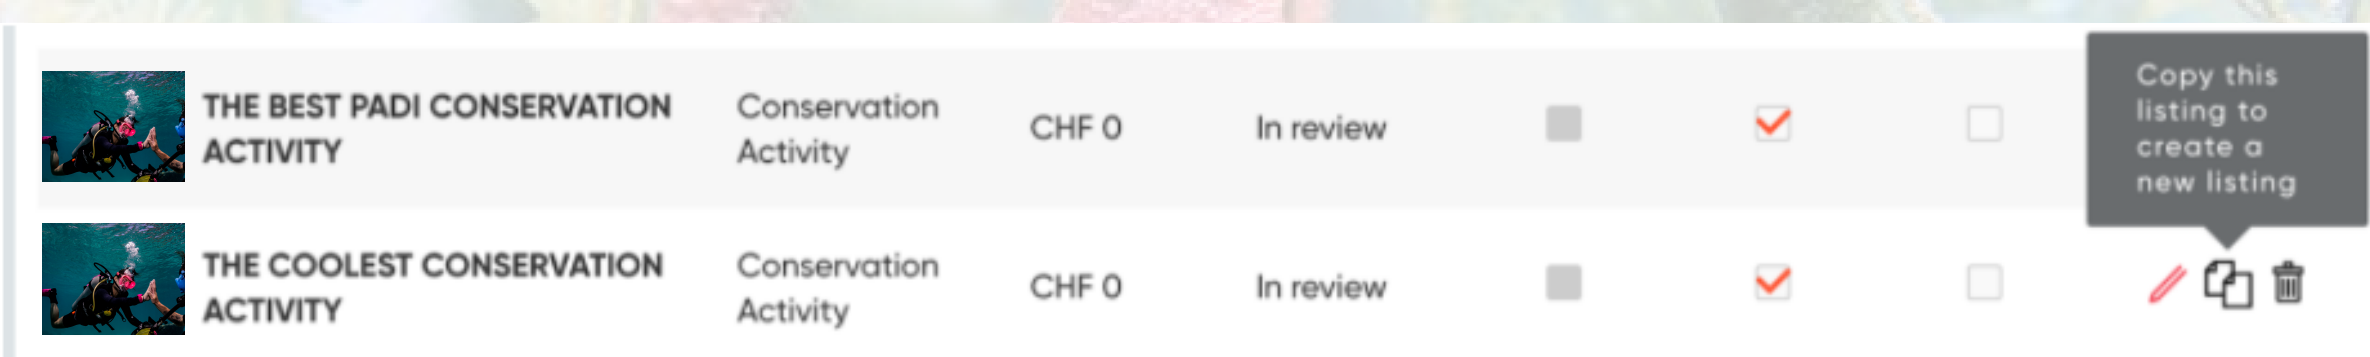 THE BEST PADI CONSERVATION
ACTIVITY
Conservation
Activity
CHF 0
In review
Copy this
listing to
create a
new listing
THE COOLEST CONSERVATION
ACTIVITY
Conservation
Activity
CHF 0
In review